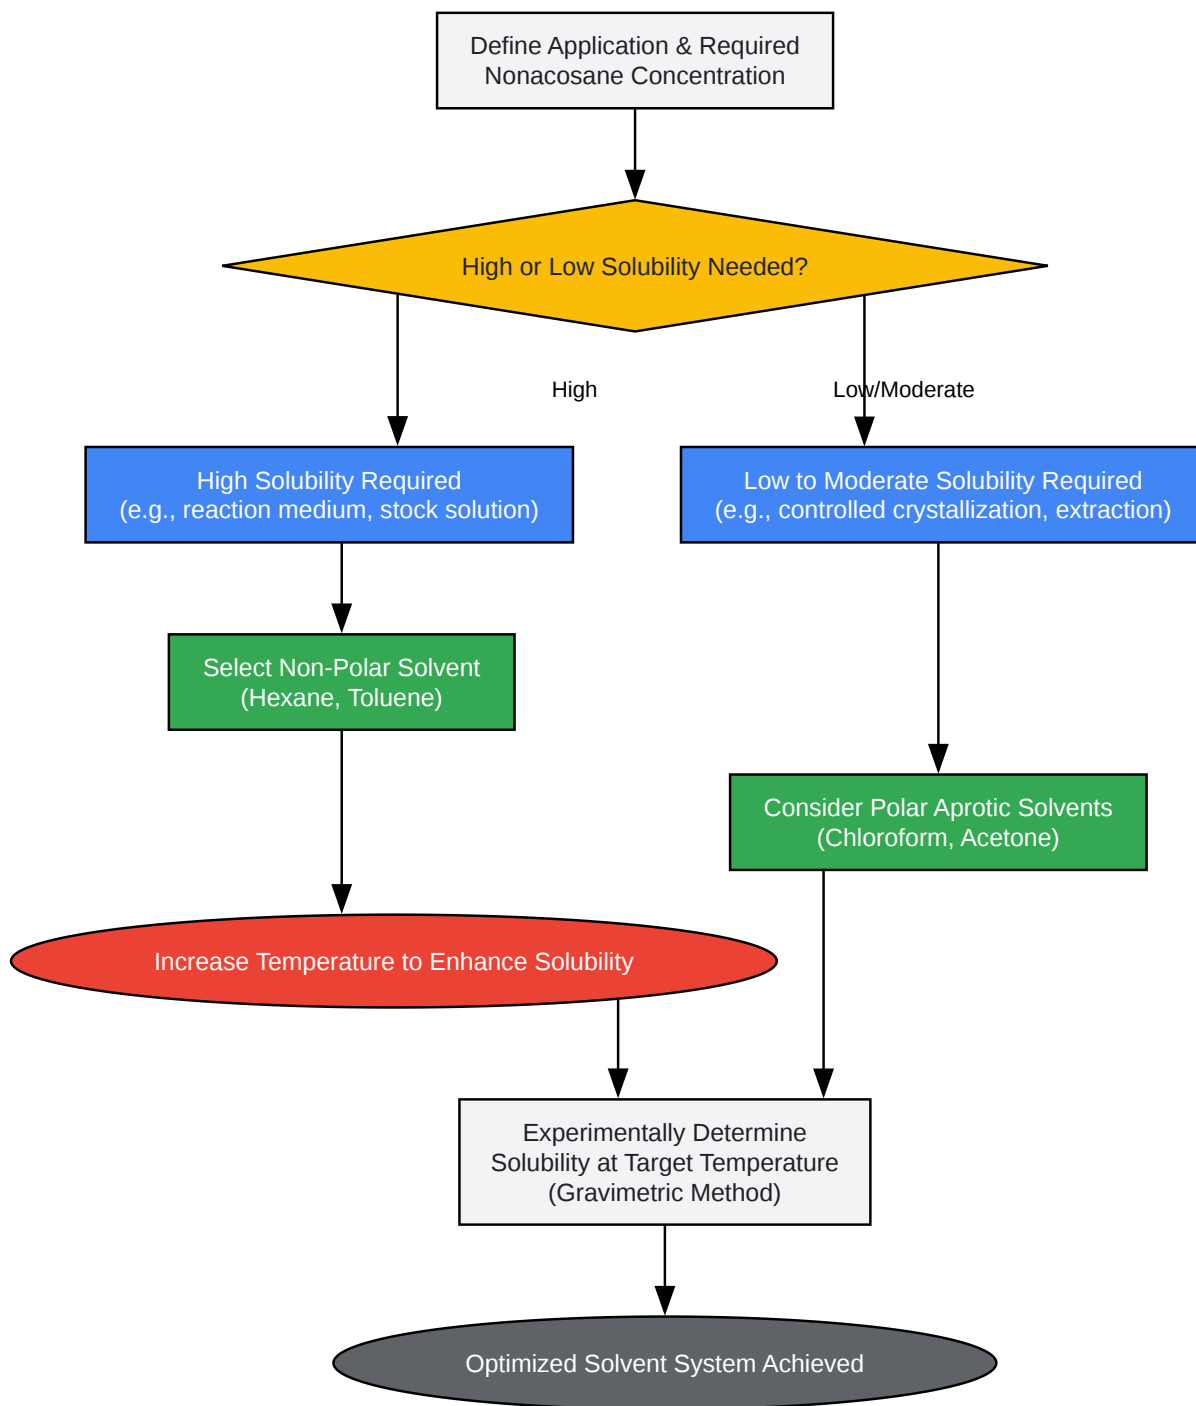 Define Application & Required
Nonacosane Concentration
High or Low Solubility Needed?
High
Low/Moderate
High Solubility Required
(e.g., reaction medium, stock solution)
Low to Moderate Solubility Required
(e.g., controlled crystallization, extraction)
Select Non-Polar Solvent
(Hexane, Toluene)
Consider Polar Aprotic Solvents
(Chloroform, Acetone)
Increase Temperature to Enhance Solubility
Experimentally Determine
Solubility at Target Temperature
(Gravimetric Method)
Optimized Solvent System Achieved